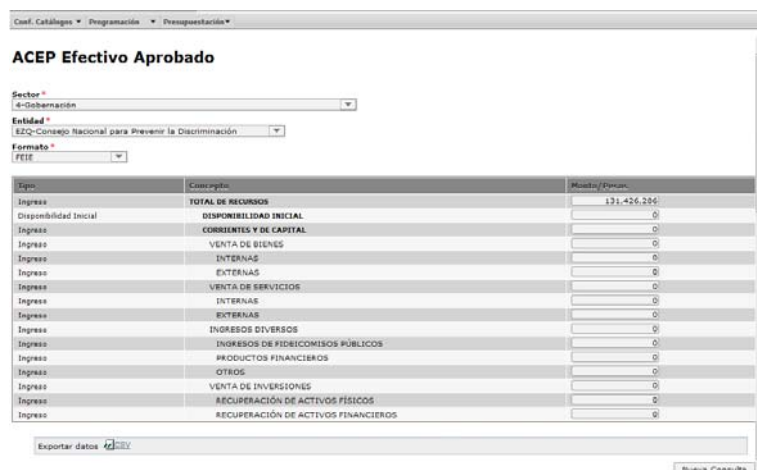 Conf. Catálogos Programación Presupuestación
ACEP Efectivo Aprobado
Sector *
4-Gobernación
Entidad *
EZQ-Consejo Nacional para Prevenir la Discriminación
Formato *
FEIE
Tipo Concepto Monto/Pesos
Ingreso TOTAL DE RECURSOS 131,426,206
Disponibilidad Inicial DISPONIBILIDAD INICIAL 0
Ingreso CORRIENTES Y DE CAPITAL 0
Ingreso VENTA DE BIENES 0
Ingreso INTERNAS 0
Ingreso EXTERNAS 0
Ingreso VENTA DE SERVICIOS 0
Ingreso INTERNAS 0
Ingreso EXTERNAS 0
Ingreso INGRESOS DIVERSOS 0
Ingreso INGRESOS DE FIDEICOMISOS PÚBLICOS 0
Ingreso PRODUCTOS FINANCIEROS 0
Ingreso OTROS 0
Ingreso VENTA DE INVERSIONES 0
Ingreso RECUPERACIÓN DE ACTIVOS FÍSICOS 0
Ingreso RECUPERACIÓN DE ACTIVOS FINANCIEROS 0
Exportar datos CSV
Nueva Consulta